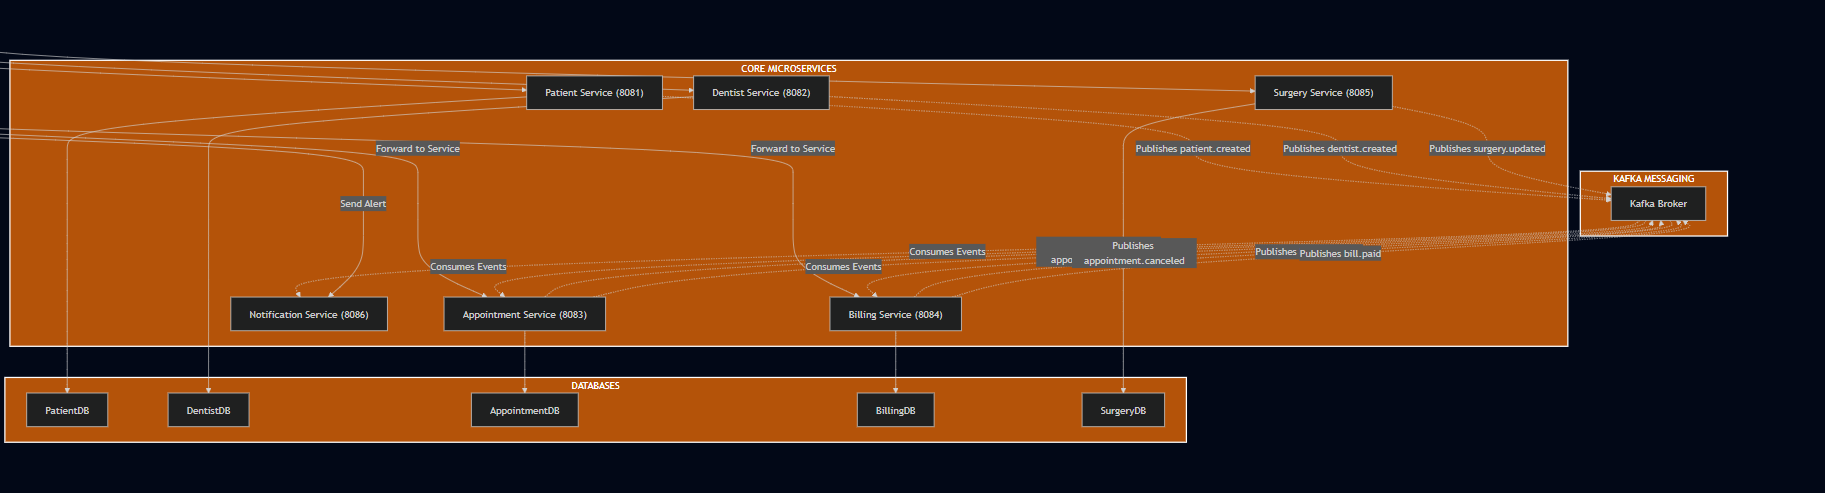 CORE MICROSERVICES
Patient Service (8081)
Dentist Service (8082)
Surgery Service (8085)
Forward to Service
Forward to Service
Publishes patient.created
Publishes dentist.created
Publishes surgery.updated
KAFKA MESSAGING
Kafka Broker
Send Alert
Consumes Events
Consumes Events
Consumes Events
Publishes
appointment.canceled
Publishes
Publishes bill.paid
Notification Service (8086)
Appointment Service (8083)
Billing Service (8084)
DATABASES
PatientDB
DentistDB
AppointmentDB
BillingDB
SurgeryDB